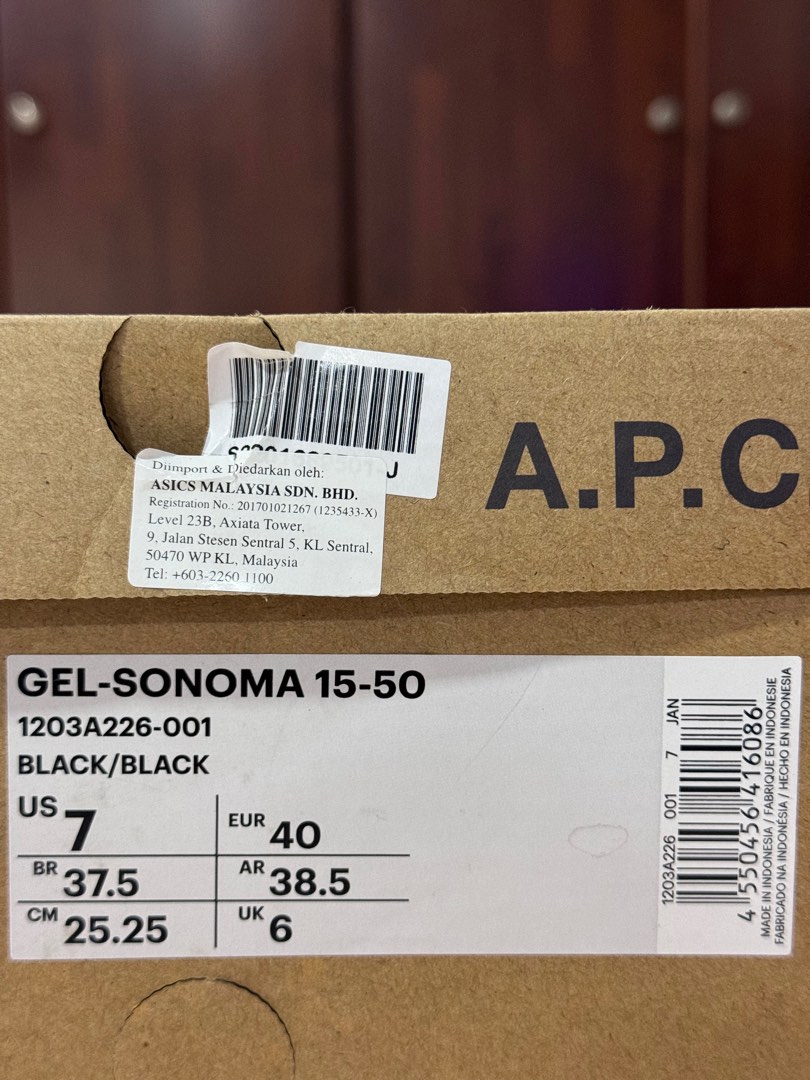 A.P.C
Diimport & Diedarkan oleh:
ASICS MALAYSIA SDN. BHD.
Registration No.: 201701021267 (1235433-X)
Level 23B, Axiata Tower,
9, Jalan Stesen Sentral 5, KL Sentral,
50470 WP KL, Malaysia
Tel: +603-2260 1100
GEL-SONOMA 15-50
1203A226-001
BLACK/BLACK
US 7 EUR 40
BR 37.5 AR 38.5
CM 25.25 UK 6
1203A226 001 7 JAN
4 550456 416086
MADE IN INDONESIA / FABRIQUE EN INDONESIE
FABRICADO NA INDONÉSIA / HECHO EN INDONESIA